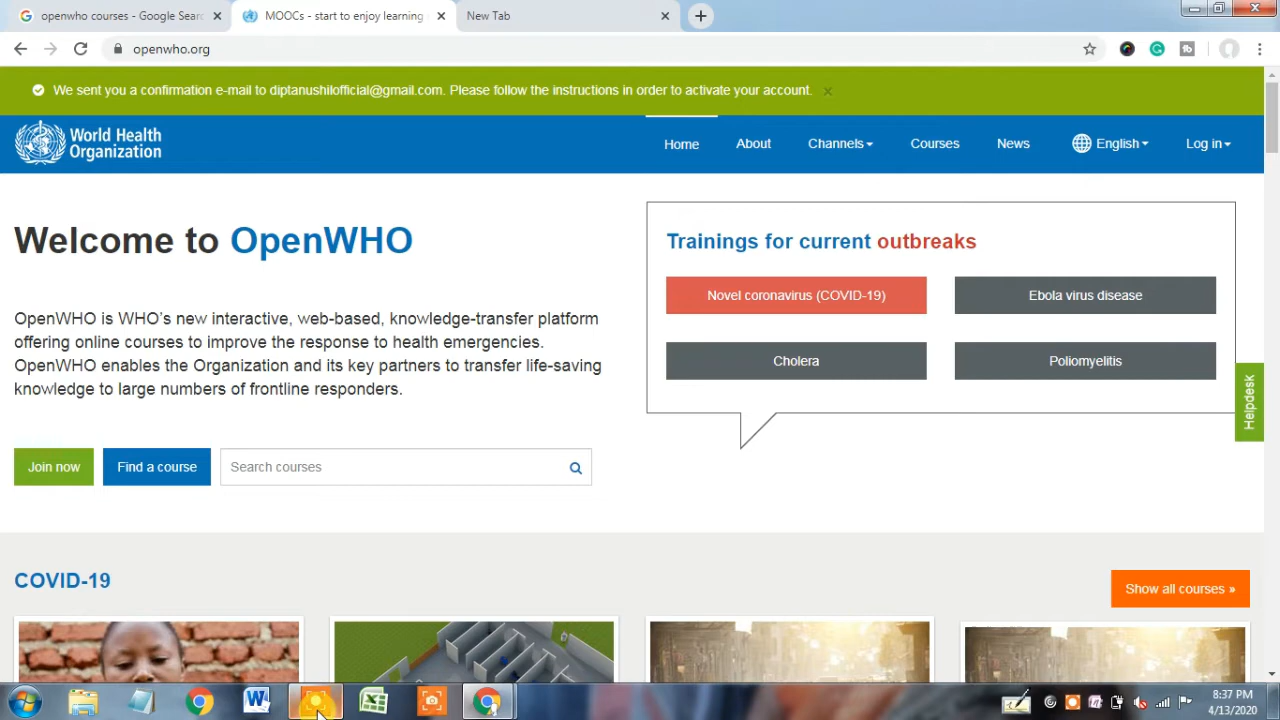 openwho courses - Google Searc
MOOCs - start to enjoy learning
New Tab
openwho.org
We sent you a confirmation e-mail to diptanushilofficial@gmail.com. Please follow the instructions in order to activate your account.
World Health
Organization
Home
About
Channels
Courses
News
English
Log in
Welcome to OpenWHO
Trainings for current outbreaks
Novel coronavirus (COVID-19)
Ebola virus disease
Cholera
Poliomyelitis
OpenWHO is WHO's new interactive, web-based, knowledge-transfer platform
offering online courses to improve the response to health emergencies.
OpenWHO enables the Organization and its key partners to transfer life-saving
knowledge to large numbers of frontline responders.
Helpdesk
Join now
Find a course
Search courses
COVID-19
Show all courses »
8:37 PM
4/13/2020